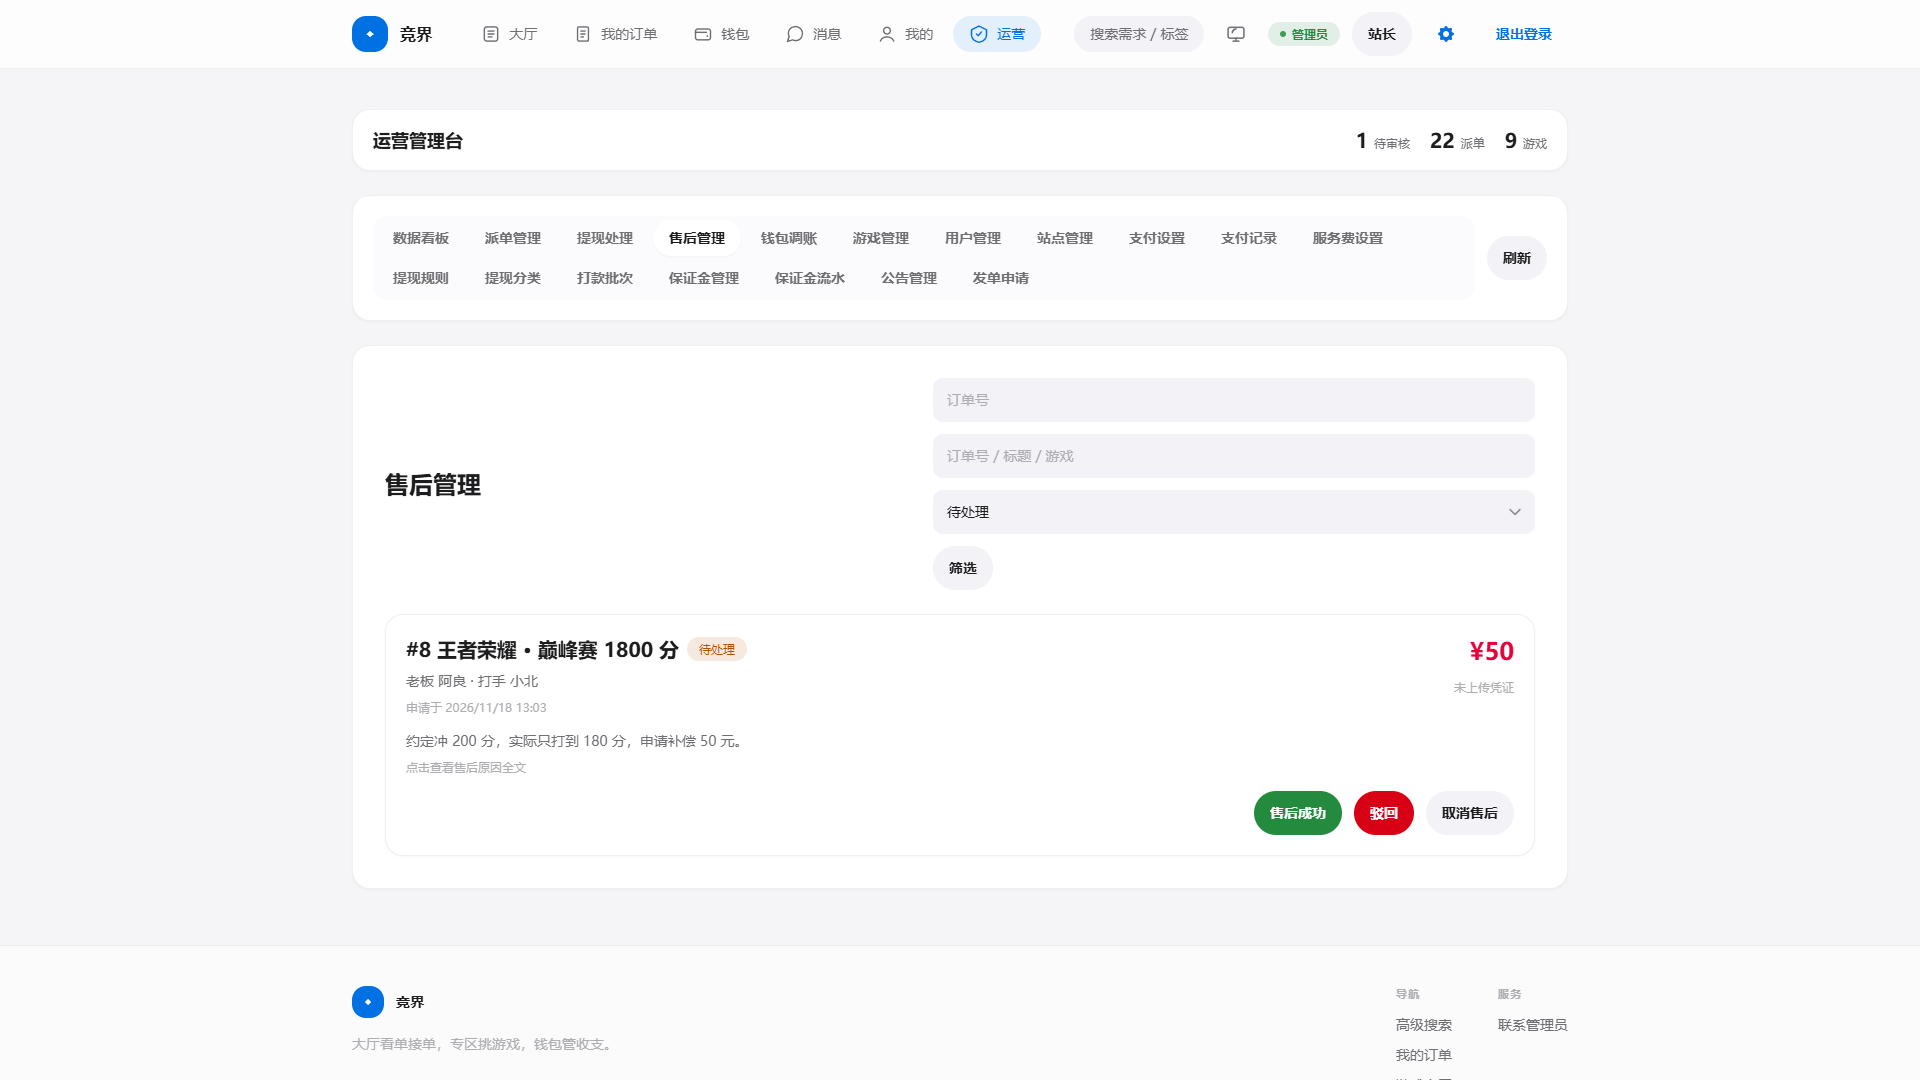 竞界
大厅
我的订单
钱包
消息
我的
运营
搜索需求 / 标签
管理员
站长
退出登录
运营管理台
1 待审核 22 派单 9 游戏
数据看板 派单管理 提现处理 售后管理 钱包调账 游戏管理 用户管理 站点管理 支付设置 支付记录 服务费设置
提现规则 提现分类 打款批次 保证金管理 保证金流水 公告管理 发单申请
刷新
售后管理
订单号
订单号 / 标题 / 游戏
待处理
筛选
#8 王者荣耀 • 巅峰赛 1800 分 待处理
¥50
老板 阿良 · 打手 小北
未上传凭证
申请于 2026/11/18 13:03
约定冲 200 分，实际只打到 180 分，申请补偿 50 元。
点击查看售后原因全文
售后成功 驳回 取消售后
竞界
大厅看单接单，专区挑游戏，钱包管收支。
导航
高级搜索
我的订单
服务
联系管理员